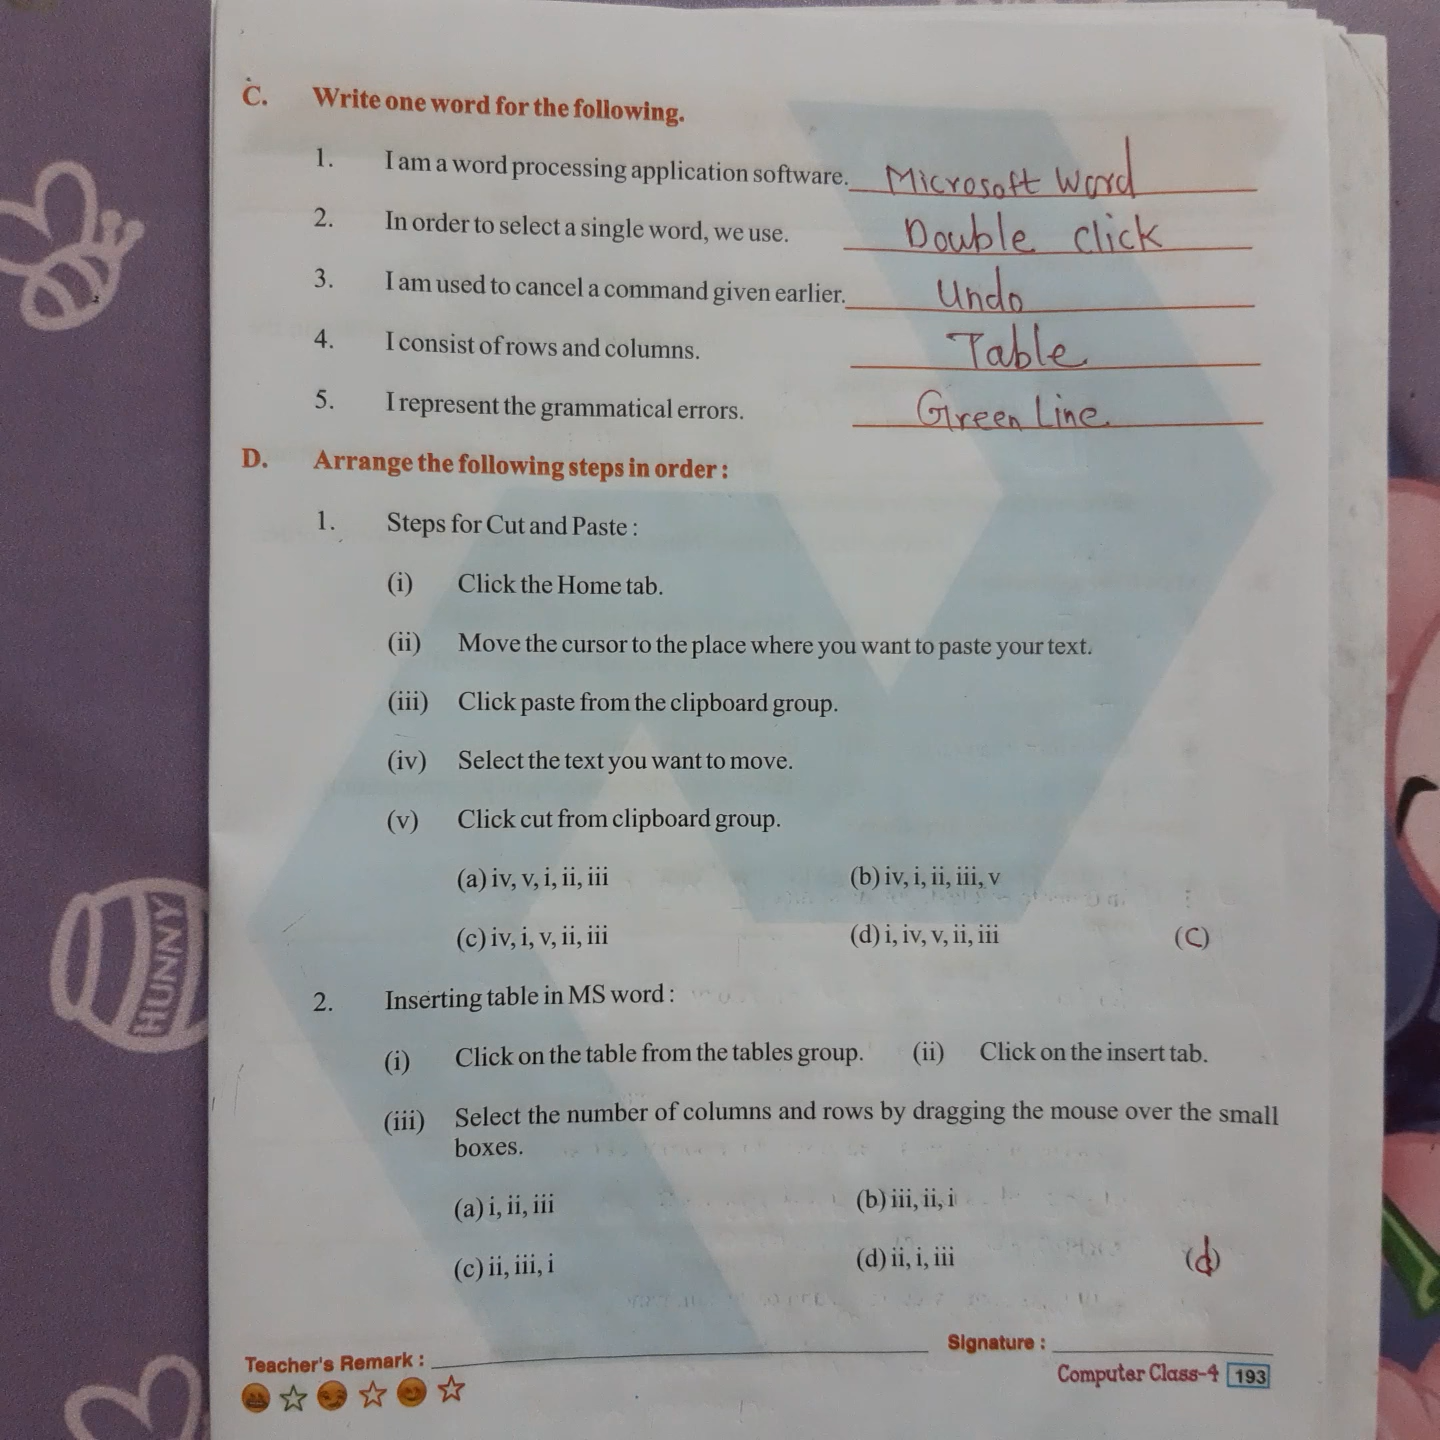 C. Write one word for the following.
1. I am a word processing application software. Microsoft Word
2. In order to select a single word, we use. Double click
3. I am used to cancel a command given earlier. Undo
4. I consist of rows and columns. Table
5. I represent the grammatical errors. Green Line
D. Arrange the following steps in order :
1. Steps for Cut and Paste :
(i) Click the Home tab.
(ii) Move the cursor to the place where you want to paste your text.
(iii) Click paste from the clipboard group.
(iv) Select the text you want to move.
(v) Click cut from clipboard group.
(a) iv, v, i, ii, iii (b) iv, i, ii, iii, v
(c) iv, i, v, ii, iii (d) i, iv, v, ii, iii (C)
2. Inserting table in MS word :
(i) Click on the table from the tables group. (ii) Click on the insert tab.
(iii) Select the number of columns and rows by dragging the mouse over the small
boxes.
(a) i, ii, iii (b) iii, ii, i
(c) ii, iii, i (d) ii, i, iii (d)
Teacher's Remark : Signature :
Computer Class-4 193
HUNNY